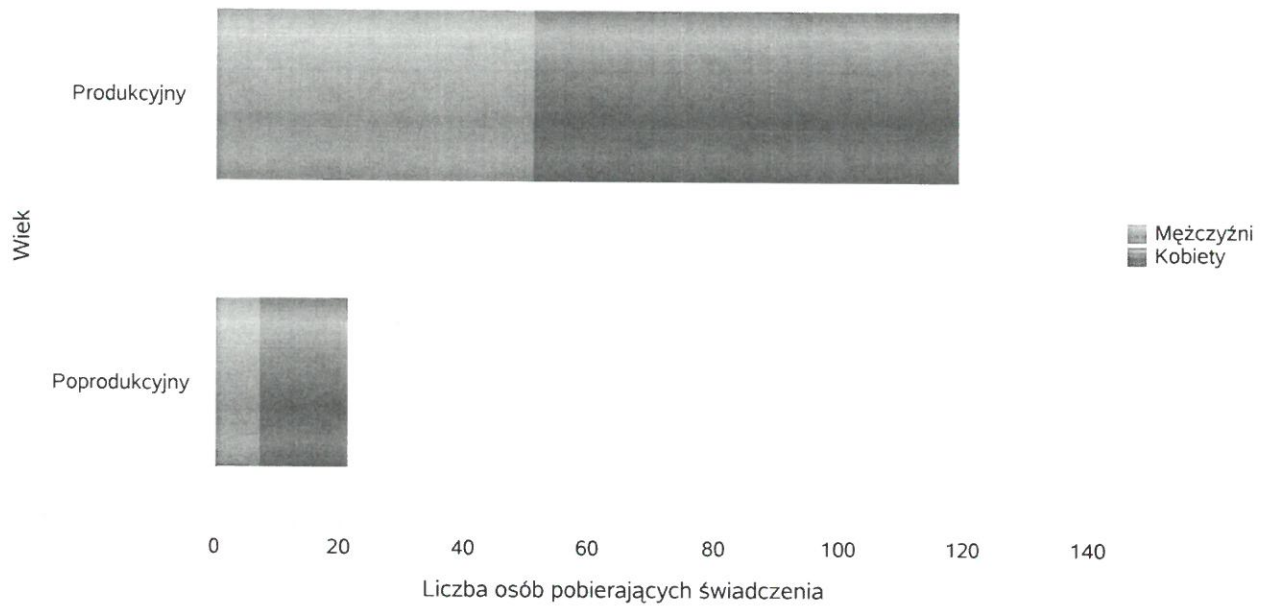 Produkcyjny
Wiek
Mężczyźni
Kobiety
Poprodukcyjny
0 20 40 60 80 100 120 140
Liczba osób pobierających świadczenia